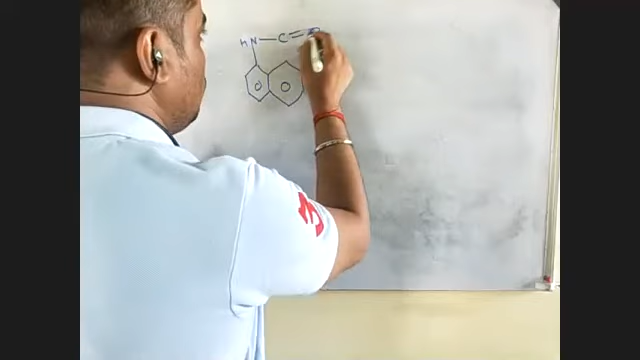 HN — C =